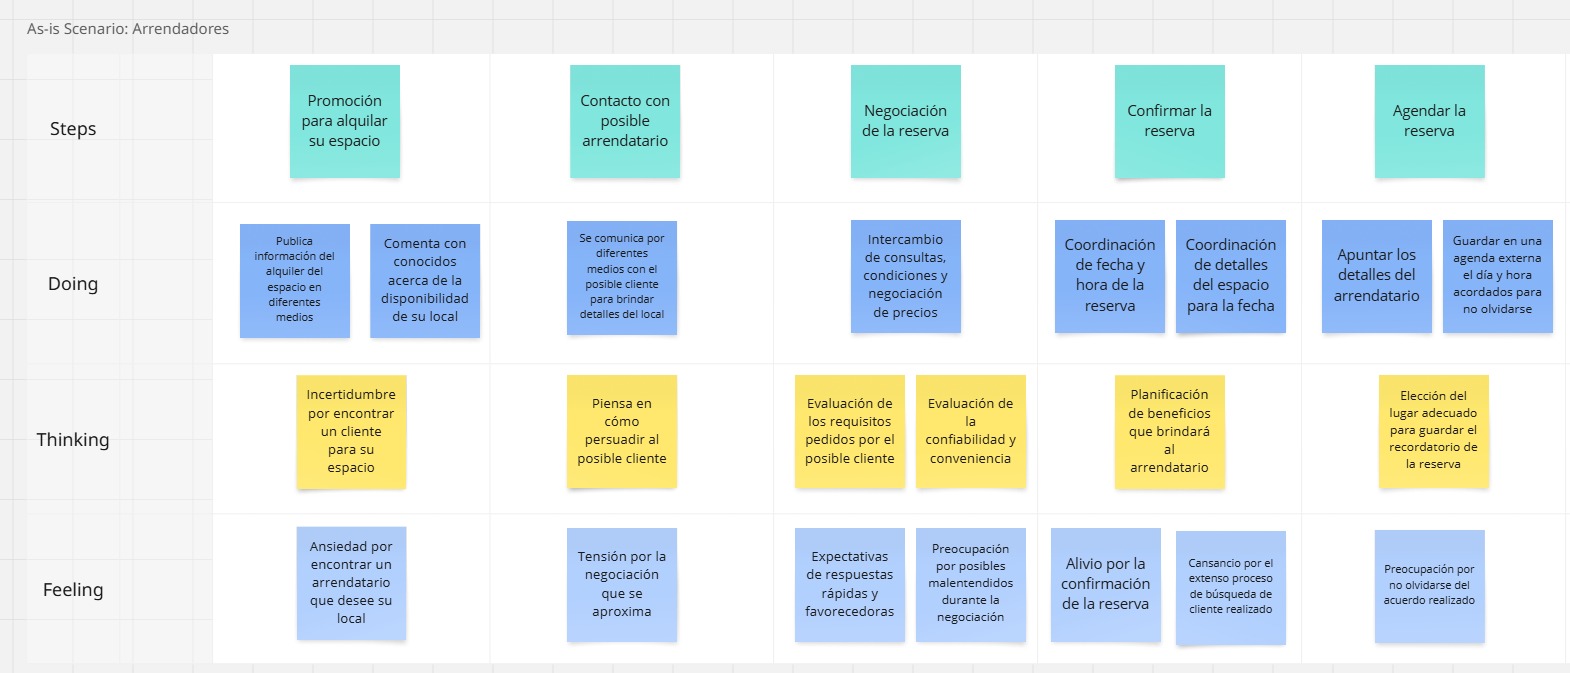 As-is Scenario: Arrendadores
Steps
Promoción
para alquilar
su espacio
Contacto con
posible
arrendatario
Negociación
de la reserva
Confirmar la
reserva
Agendar la
reserva
Doing
Publica
información del
alquiler del
espacio en
diferentes
medios
Comenta con
conocidos
acerca de la
disponibilidad
de su local
Se comunica por
diferentes
medios con el
posible cliente
para brindar
detalles del local
Intercambio
de consultas,
condiciones y
negociación
de precios
Coordinación
de fecha y
hora de la
reserva
Coordinación
de detalles
del espacio
para la fecha
Apuntar los
detalles del
arrendatario
Guardar en una
agenda externa
el día y hora
acordados para
no olvidarse
Thinking
Incertidumbre
por encontrar
un cliente
para su
espacio
Piensa en
cómo
persuadir al
posible cliente
Evaluación de
los requisitos
pedidos por el
posible cliente
Evaluación de
la
confiabilidad y
conveniencia
Planificación
de beneficios
que brindará
al
arrendatario
Elección del
lugar adecuado
para guardar el
recordatorio de
la reserva
Feeling
Ansiedad por
encontrar un
arrendatario
que desee su
local
Tensión por la
negociación
que se
aproxima
Expectativas
de respuestas
rápidas y
favorecedoras
Preocupación
por posibles
malentendidos
durante la
negociación
Alivio por la
confirmación
de la reserva
Cansancio por el
extenso proceso
de búsqueda de
cliente realizado
Preocupación por
no olvidarse del
acuerdo realizado